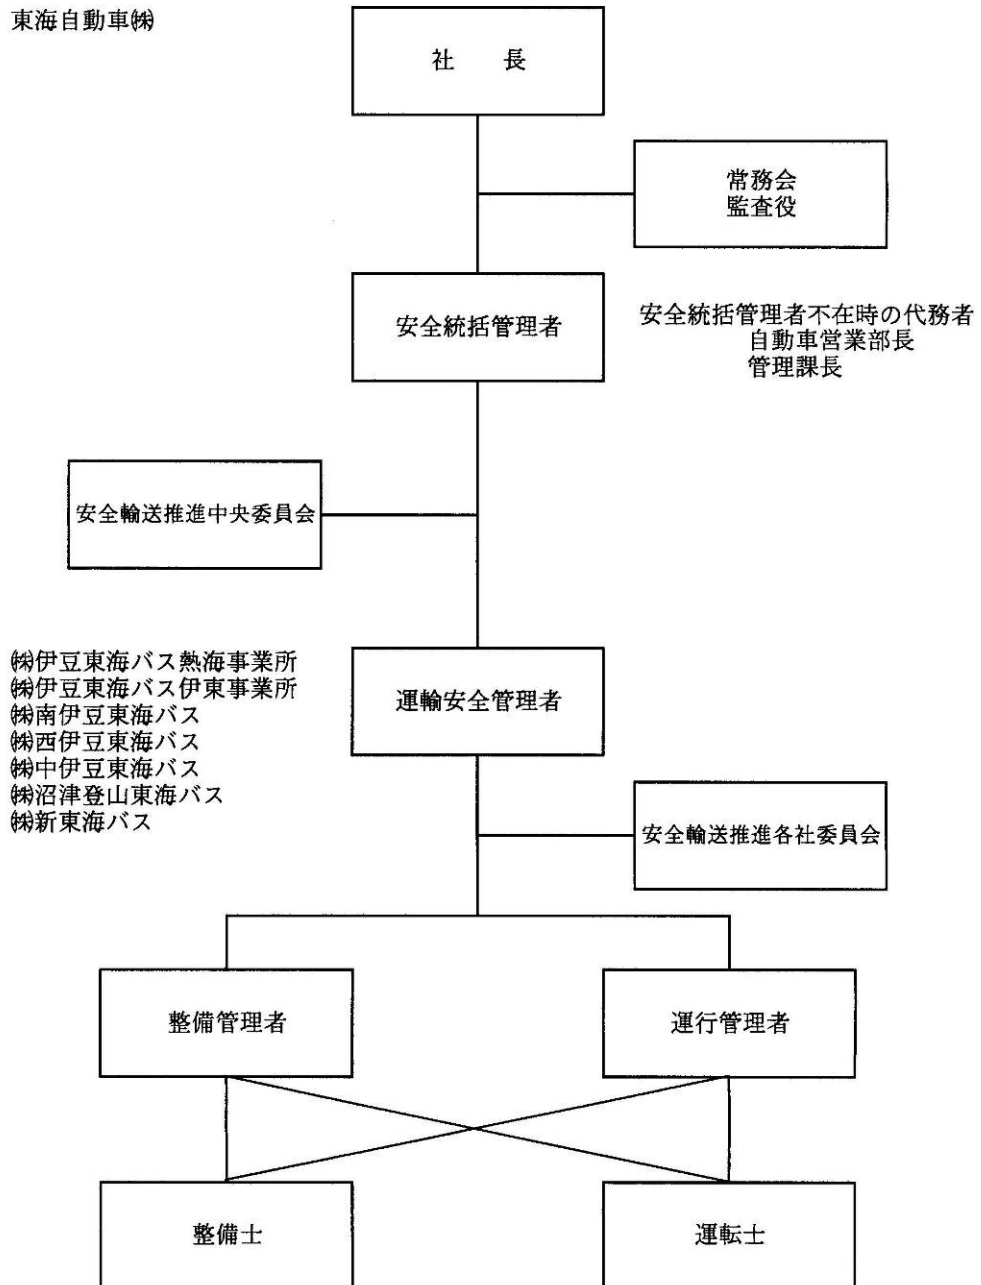 東海自動車㈱
社　　長
常務会
監査役
安全統括管理者
安全統括管理者不在時の代務者
自動車営業部長
管理課長
安全輸送推進中央委員会
㈱伊豆東海バス熱海事業所
㈱伊豆東海バス伊東事業所
㈱南伊豆東海バス
㈱西伊豆東海バス
㈱中伊豆東海バス
㈱沼津登山東海バス
㈱新東海バス
運輸安全管理者
安全輸送推進各社委員会
整備管理者
運行管理者
整備士
運転士